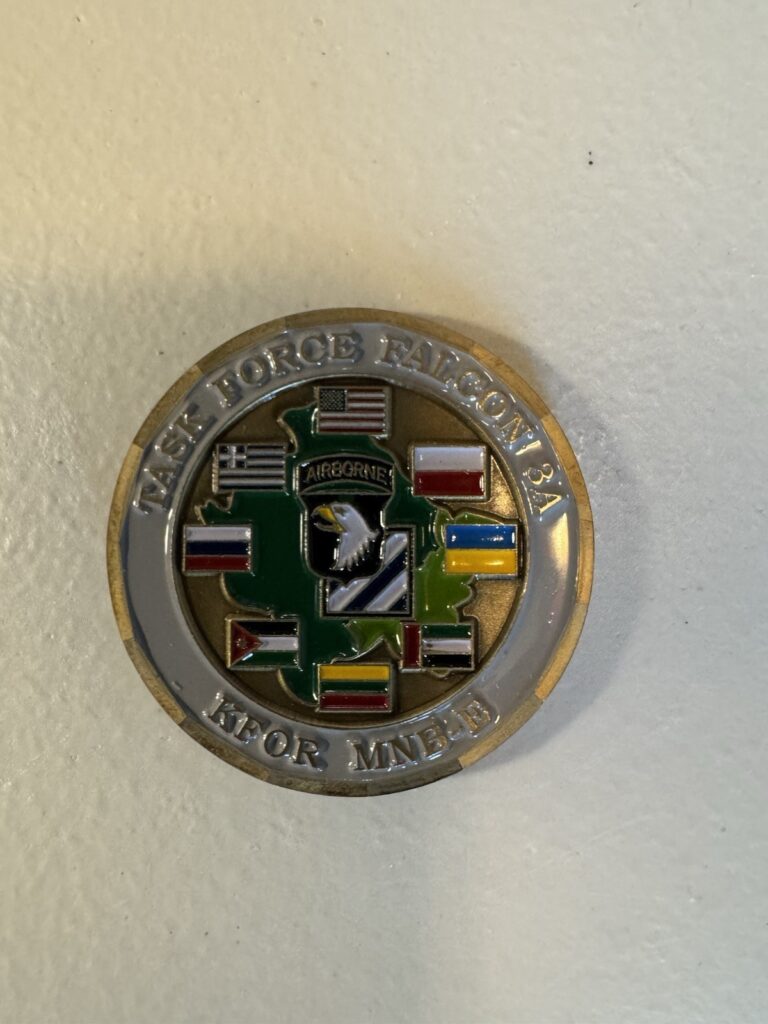 TASK FORCE FALCON 3A
AIRBORNE
KFOR MNB-E